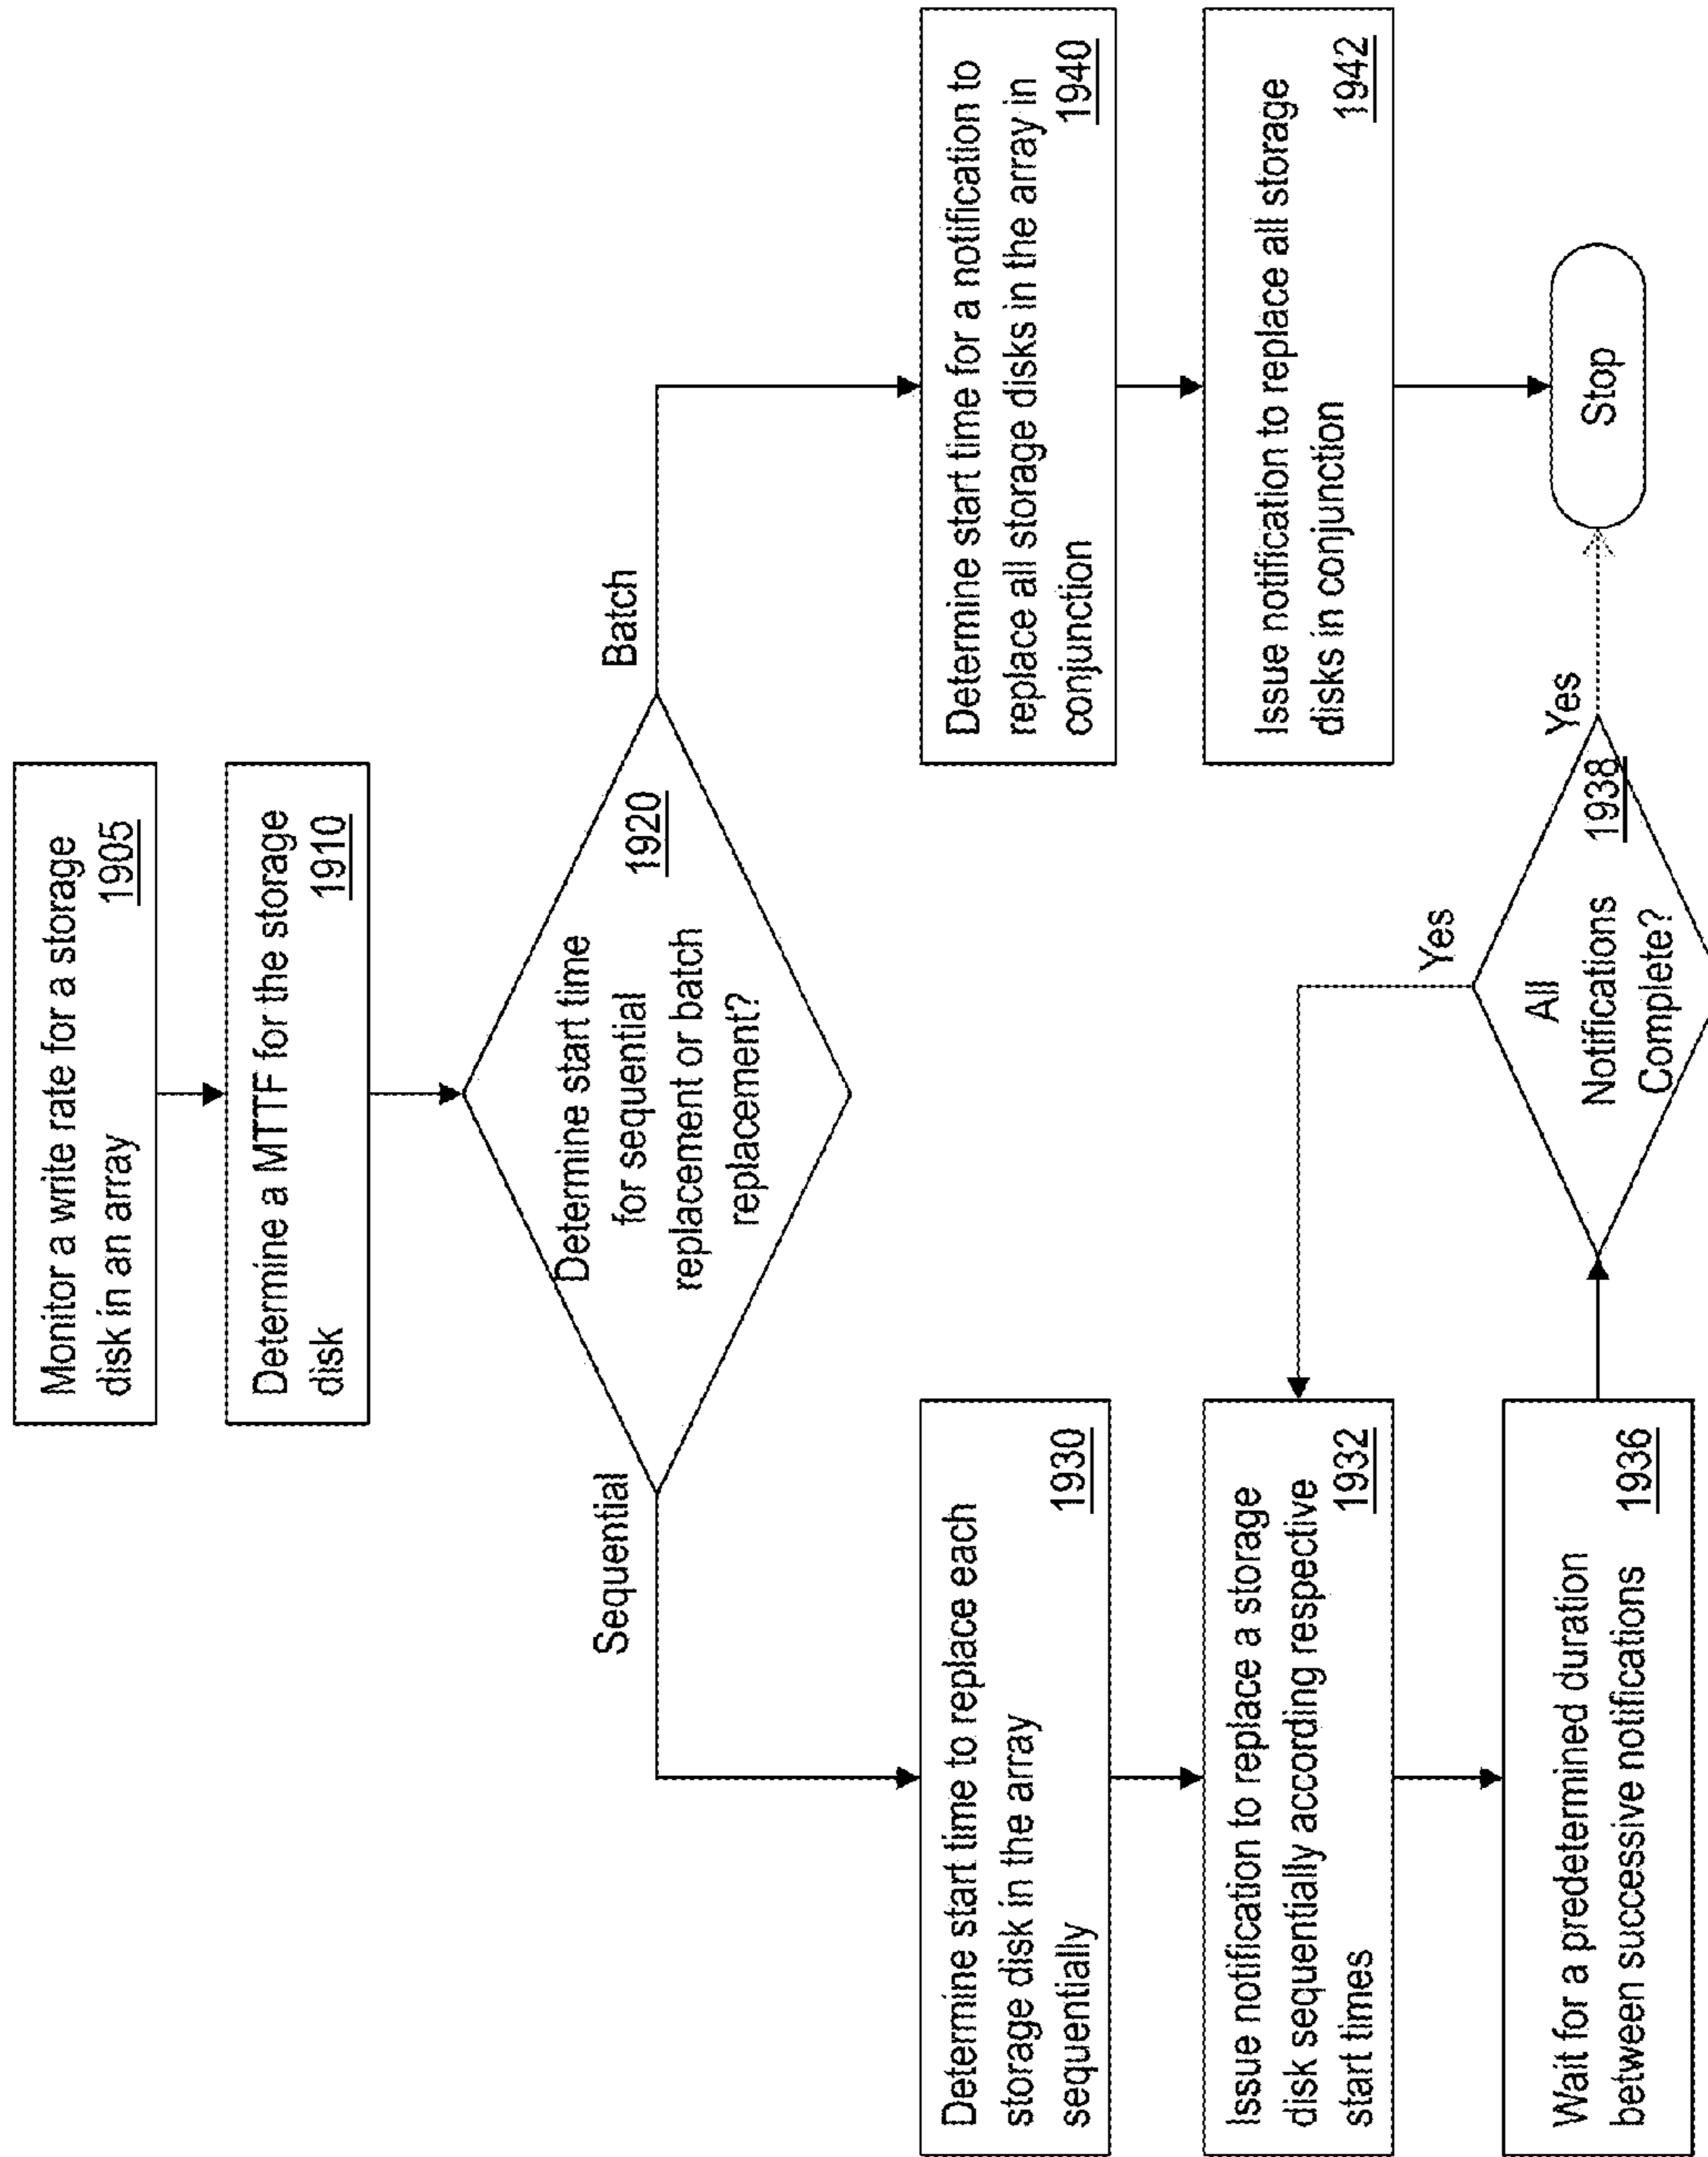 Monitor a write rate for a storage
disk in an array
1905
Determine a MTTF for the storage
disk
1910
Determine start time
for sequential
replacement or batch
replacement?
1920
Sequential
Batch
Determine start time to replace each
storage disk in the array
sequentially
1930
Determine start time for a notification to
replace all storage disks in the array in
conjunction
1940
Issue notification to replace a storage
disk sequentially according respective
start times
1932
Issue notification to replace all storage
disks in conjunction
1942
Wait for a predetermined duration
between successive notifications
1936
Yes
All
Notifications
Complete?
1938
Yes
Stop